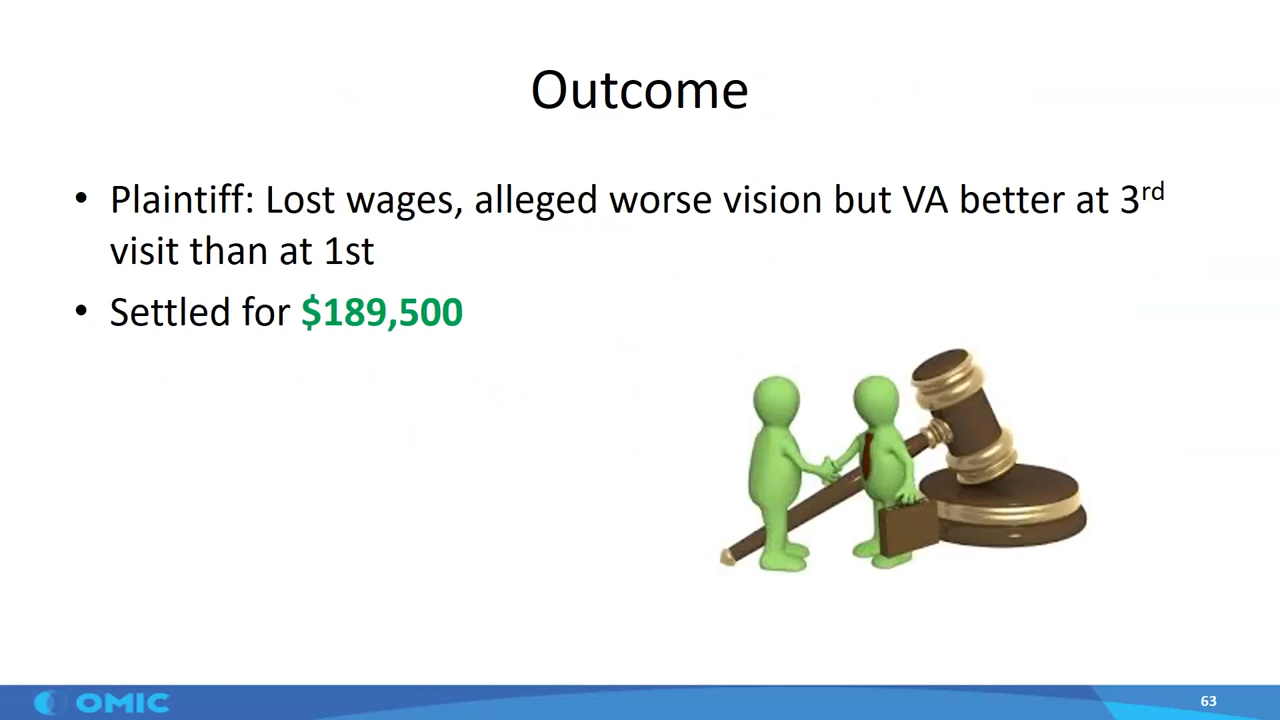 Outcome
• Plaintiff: Lost wages, alleged worse vision but VA better at 3rd
visit than at 1st
• Settled for $189,500
OMIC
63